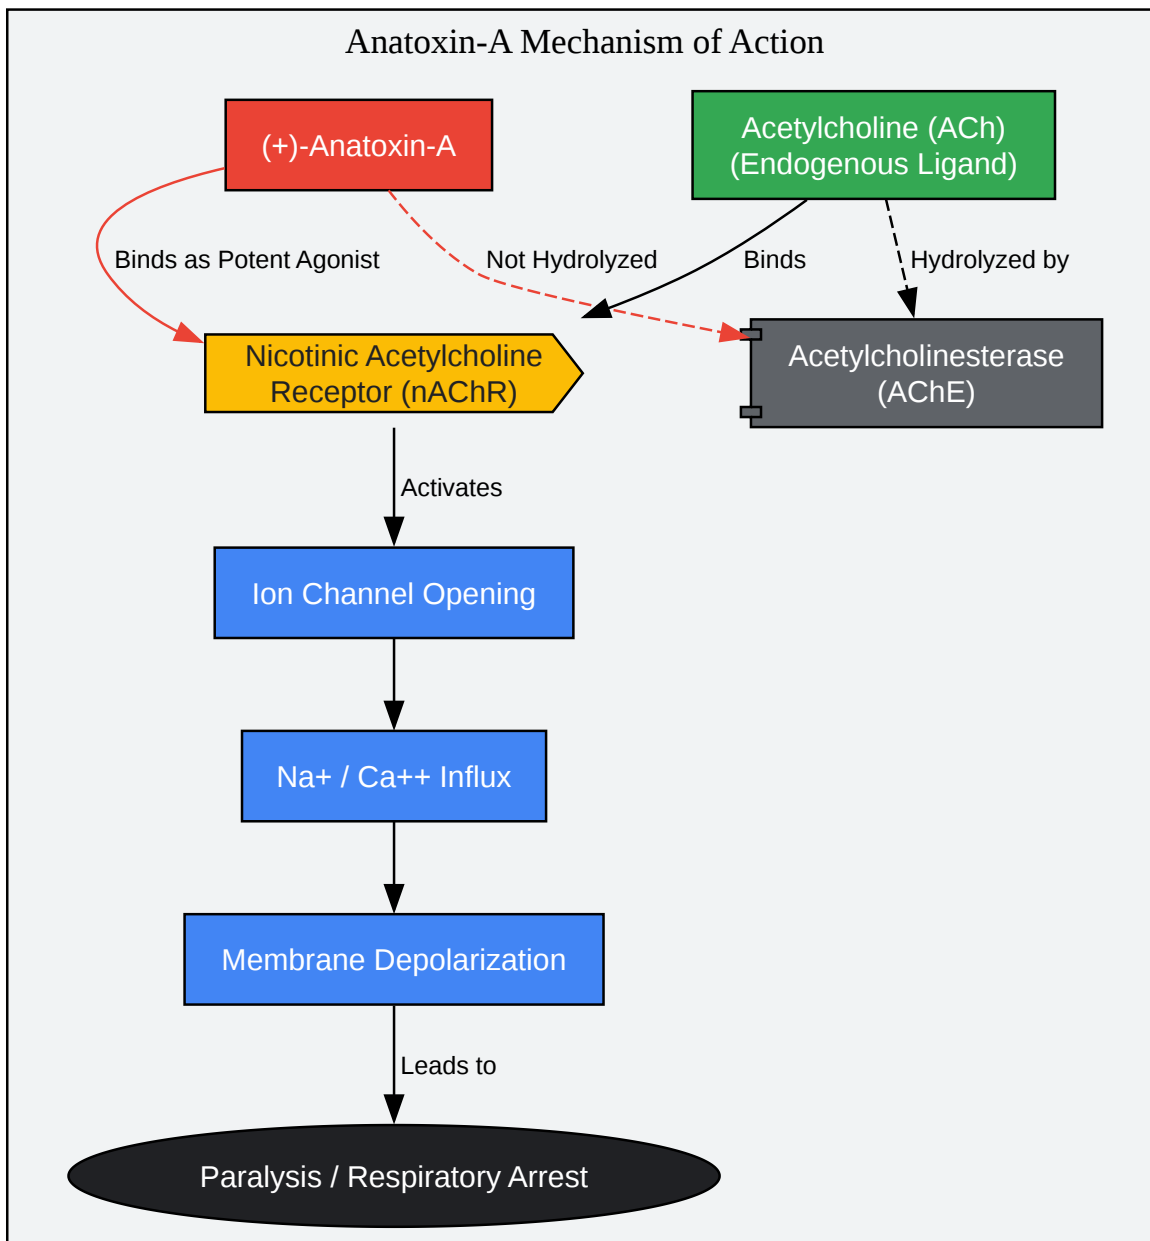 Anatoxin-A Mechanism of Action
(+)-Anatoxin-A
Acetylcholine (ACh)
(Endogenous Ligand)
Binds as Potent Agonist
Not Hydrolyzed
Binds
Hydrolyzed by
Nicotinic Acetylcholine
Receptor (nAChR)
Acetylcholinesterase
(AChE)
Activates
Ion Channel Opening
Na+ / Ca++ Influx
Membrane Depolarization
Leads to
Paralysis / Respiratory Arrest